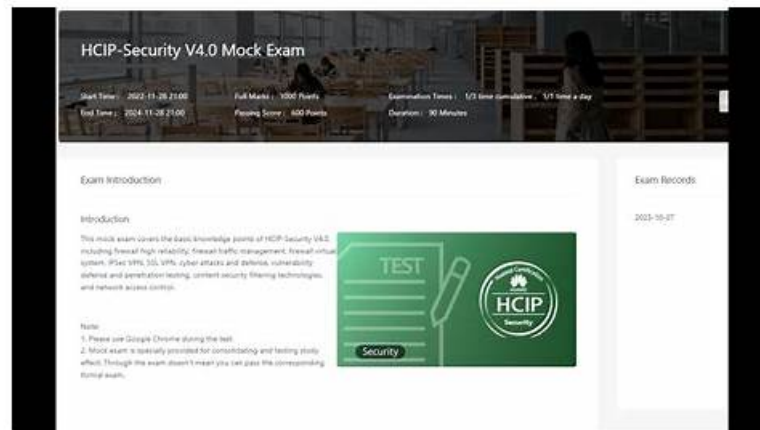 HCIP-Security V4.0 Mock Exam
Start Time : 2022-11-28 21:00
Full Marks : 1000 Points
Examination Times : 1/3 time cumulative , 1/1 time a day
End Time : 2024-11-28 21:00
Passing Score : 600 Points
Duration : 90 Minutes
Exam Introduction
Introduction
This mock exam covers the basic knowledge points of HCIP-Security V4.0,
including firewall high reliability, firewall traffic management, firewall virtual
system, IPSec VPN, SSL VPN, cyber attacks and defense, vulnerability
defense and penetration testing, content security filtering technologies,
and network access control.
Note:
1. Please use Google Chrome during the test.
2. Mock exam is specially provided for consolidating and testing study
effect. Through the exam doesn't mean you can pass the corresponding
formal exam.
TEST
HCIP
Security
Security
Exam Records
2023-10-27